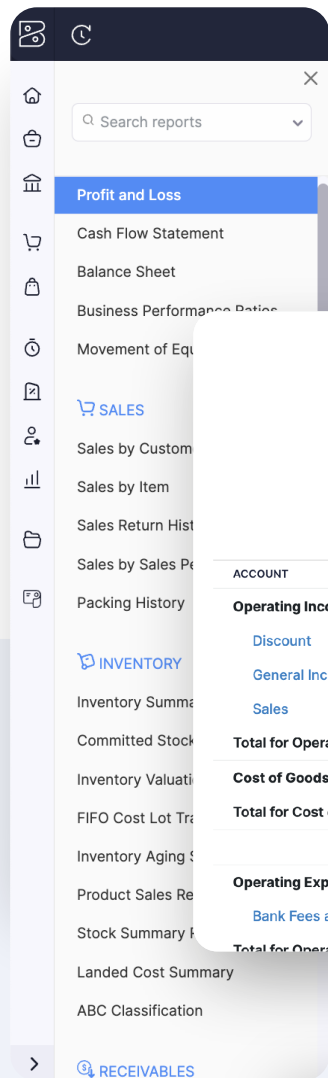 Search reports
Profit and Loss
Cash Flow Statement
Balance Sheet
Business Performance Ratios
Movement of Equ
SALES
Sales by Custom
Sales by Item
Sales Return Hist
Sales by Sales Pe
Packing History
INVENTORY
Inventory Summa
Committed Stock
Inventory Valuati
FIFO Cost Lot Tra
Inventory Aging S
Product Sales Re
Stock Summary R
Landed Cost Summary
ABC Classification
RECEIVABLES
ACCOUNT
Operating Inco
Discount
General Inc
Sales
Total for Opera
Cost of Goods
Total for Cost o
Operating Exp
Bank Fees a
Total for Opera